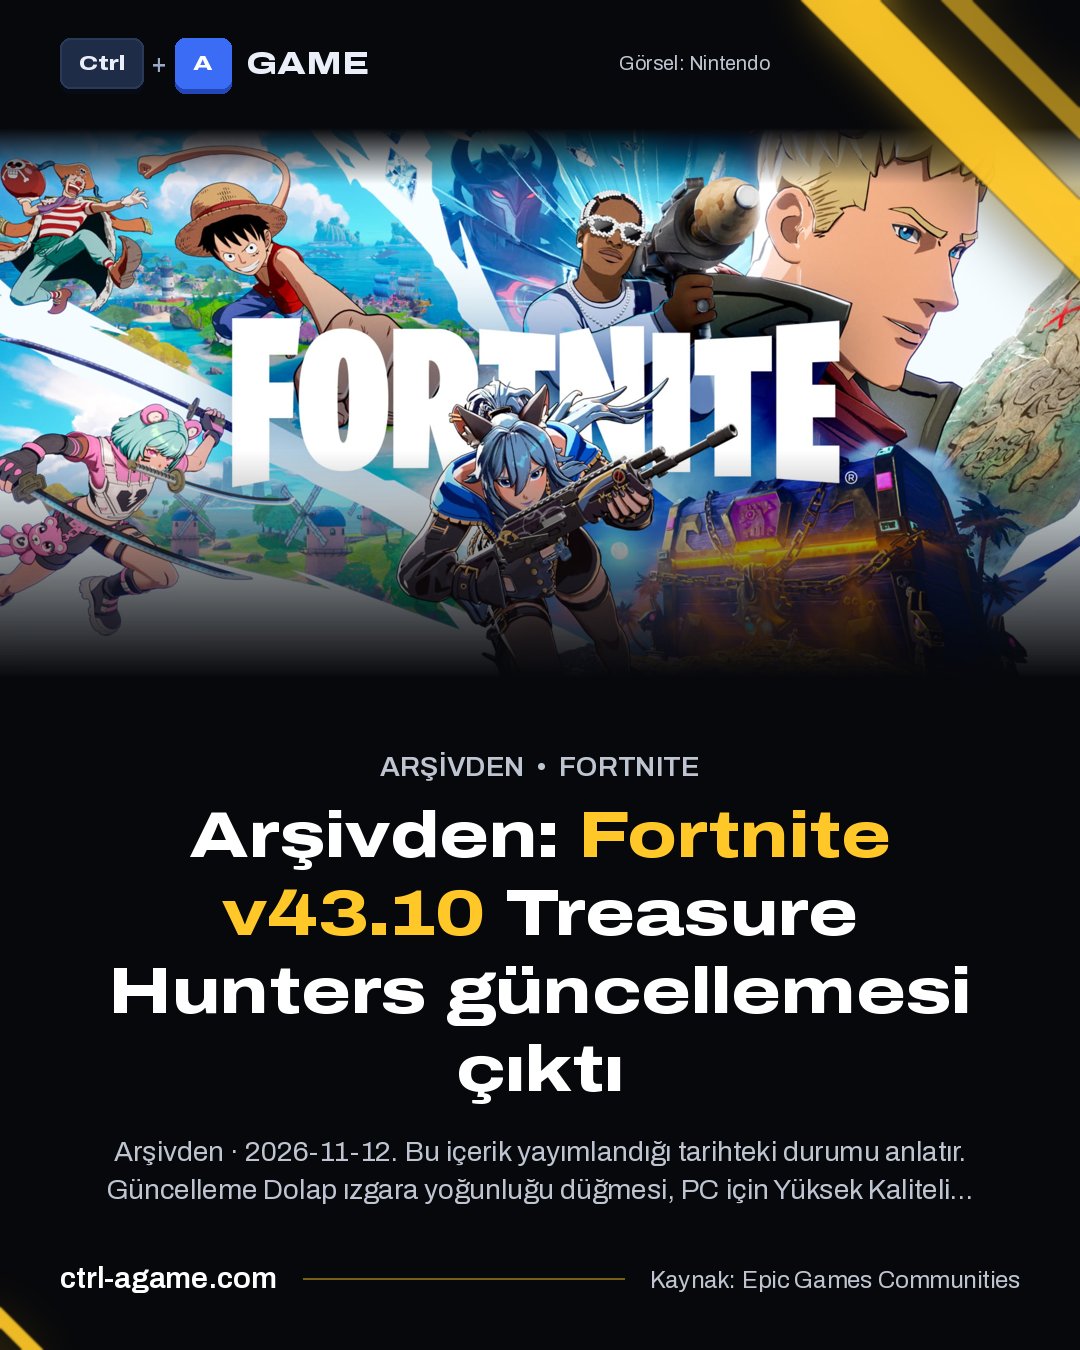 Ctrl + A GAME
Görsel: Nintendo
FORTNITE ®
ARŞİVDEN • FORTNITE
Arşivden: Fortnite
v43.10 Treasure
Hunters güncellemesi
çıktı
Arşivden · 2026-11-12. Bu içerik yayımlandığı tarihteki durumu anlatır.
Güncelleme Dolap ızgara yoğunluğu düğmesi, PC için Yüksek Kaliteli...
ctrl-agame.com
Kaynak: Epic Games Communities